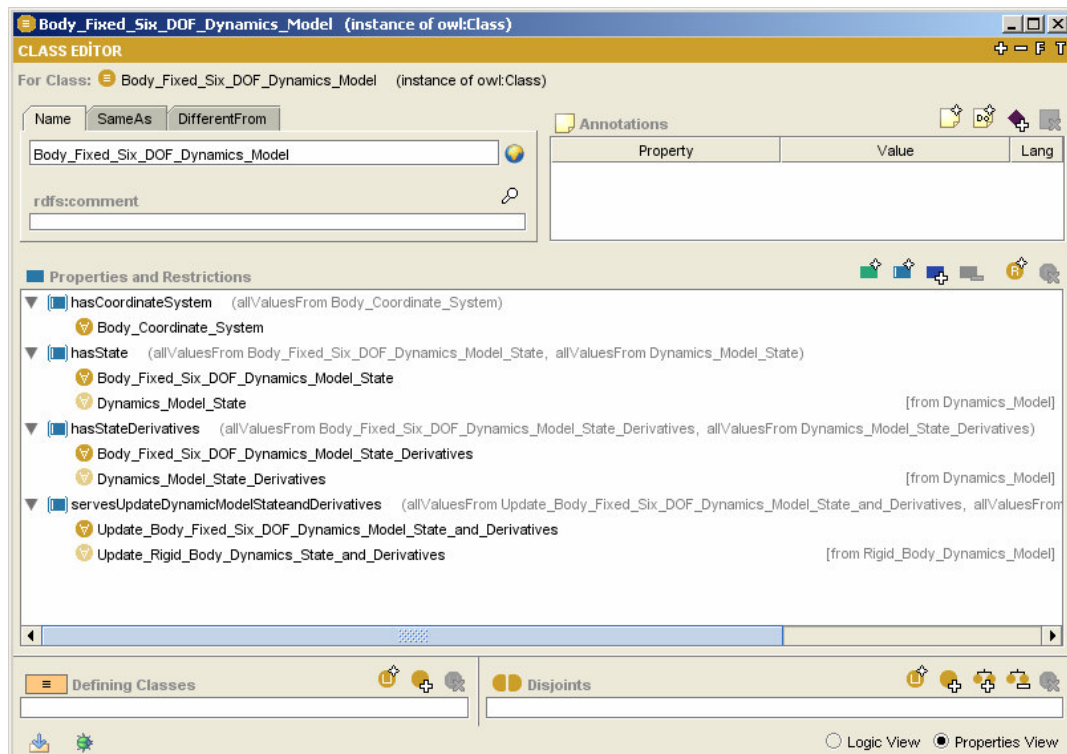 Body_Fixed_Six_DOF_Dynamics_Model (instance of owl:Class)
CLASS EDİTOR
F T
For Class: Body_Fixed_Six_DOF_Dynamics_Model (instance of owl:Class)
Name SameAs DifferentFrom
Annotations
Property Value Lang
Body_Fixed_Six_DOF_Dynamics_Model
rdfs:comment
Properties and Restrictions
hasCoordinateSystem (allValuesFrom Body_Coordinate_System)
Body_Coordinate_System
hasState (allValuesFrom Body_Fixed_Six_DOF_Dynamics_Model_State, allValuesFrom Dynamics_Model_State)
Body_Fixed_Six_DOF_Dynamics_Model_State
Dynamics_Model_State [from Dynamics_Model]
hasStateDerivatives (allValuesFrom Body_Fixed_Six_DOF_Dynamics_Model_State_Derivatives, allValuesFrom Dynamics_Model_State_Derivatives)
Body_Fixed_Six_DOF_Dynamics_Model_State_Derivatives
Dynamics_Model_State_Derivatives [from Dynamics_Model]
servesUpdateDynamicModelStateandDerivatives (allValuesFrom Update_Body_Fixed_Six_DOF_Dynamics_Model_State_and_Derivatives, allValuesFrom
Update_Body_Fixed_Six_DOF_Dynamics_Model_State_and_Derivatives
Update_Rigid_Body_Dynamics_State_and_Derivatives [from Rigid_Body_Dynamics_Model]
Defining Classes
Disjoints
Logic View Properties View